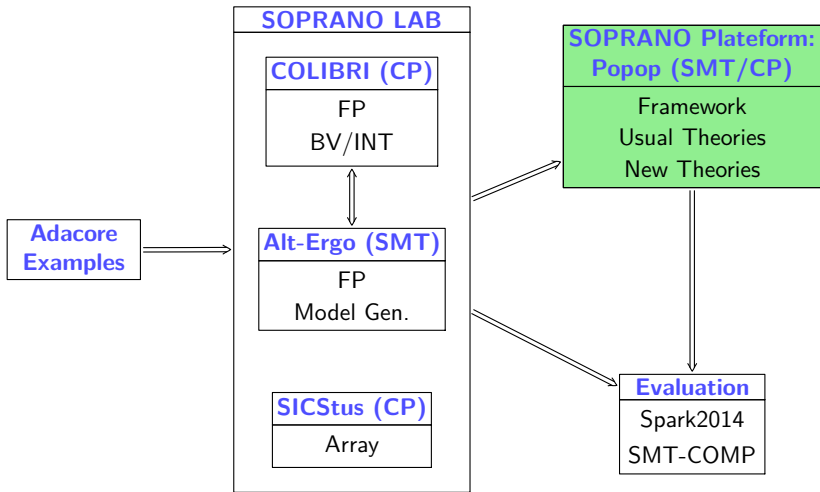 SOPRANO LAB
COLIBRI (CP)
FP
BV/INT
Alt-Ergo (SMT)
FP
Model Gen.
SICStus (CP)
Array
Adacore
Examples
SOPRANO Plateform:
Popop (SMT/CP)
Framework
Usual Theories
New Theories
Evaluation
Spark2014
SMT-COMP